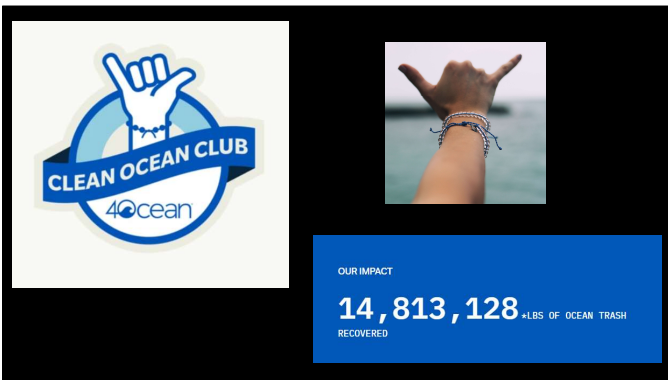 CLEAN OCEAN CLUB
4ocean
OUR IMPACT
14,813,128 *LBS OF OCEAN TRASH
RECOVERED